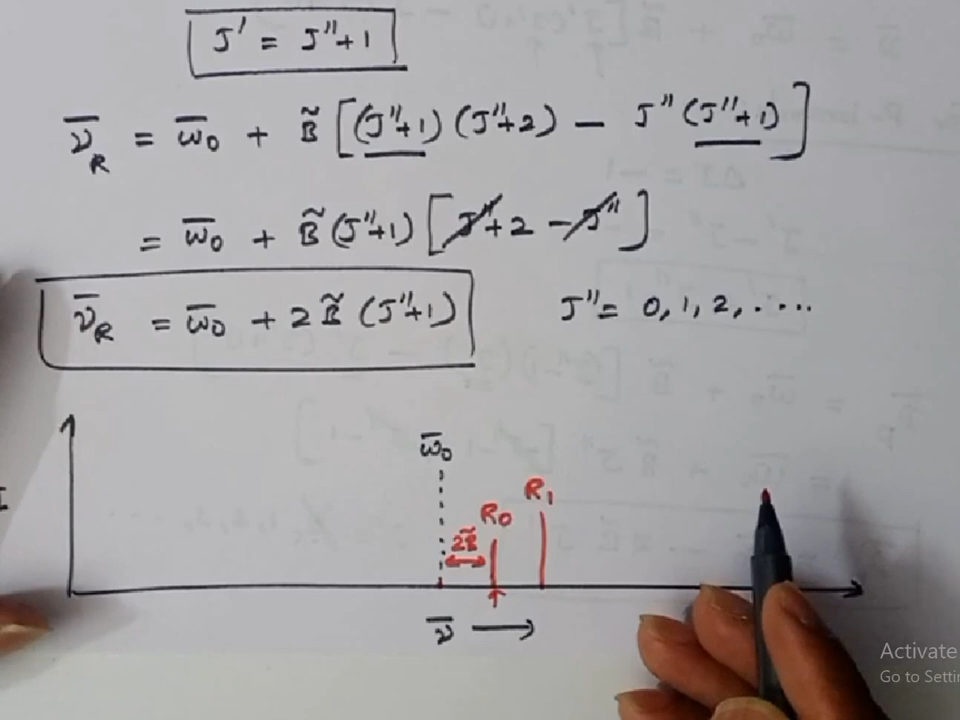 J' = J''+1
ν̄_R = ω̄₀ + B̃ [(J''+1)(J''+2) − J''(J''+1)]
= ω̄₀ + B̃(J''+1) [J''+2 − J'']
ν̄_R = ω̄₀ + 2B̃ (J''+1)
J'' = 0, 1, 2, . . . .
ω̄₀
R₁
R₀
2B̃
I
ν̄ →
Activate
Go to Settin